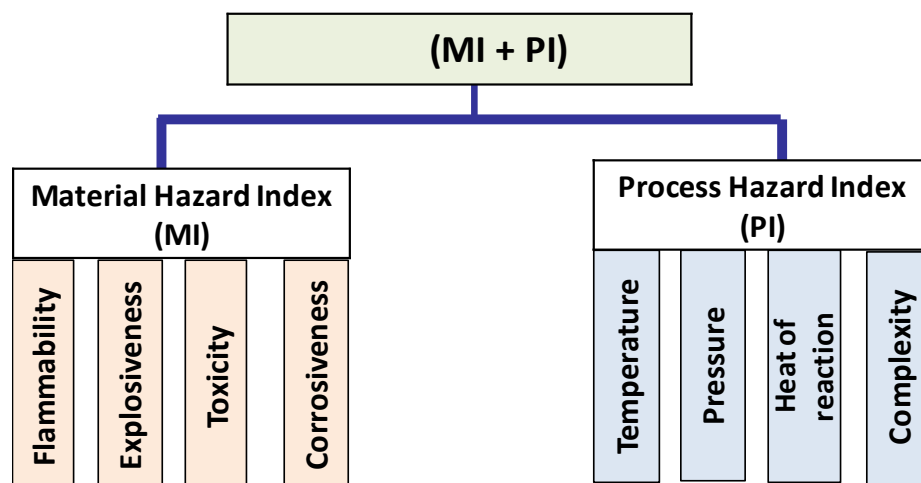 (MI + PI)
Material Hazard Index
(MI)
Process Hazard Index
(PI)
Flammability
Explosiveness
Toxicity
Corrosiveness
Temperature
Pressure
Heat of
reaction
Complexity